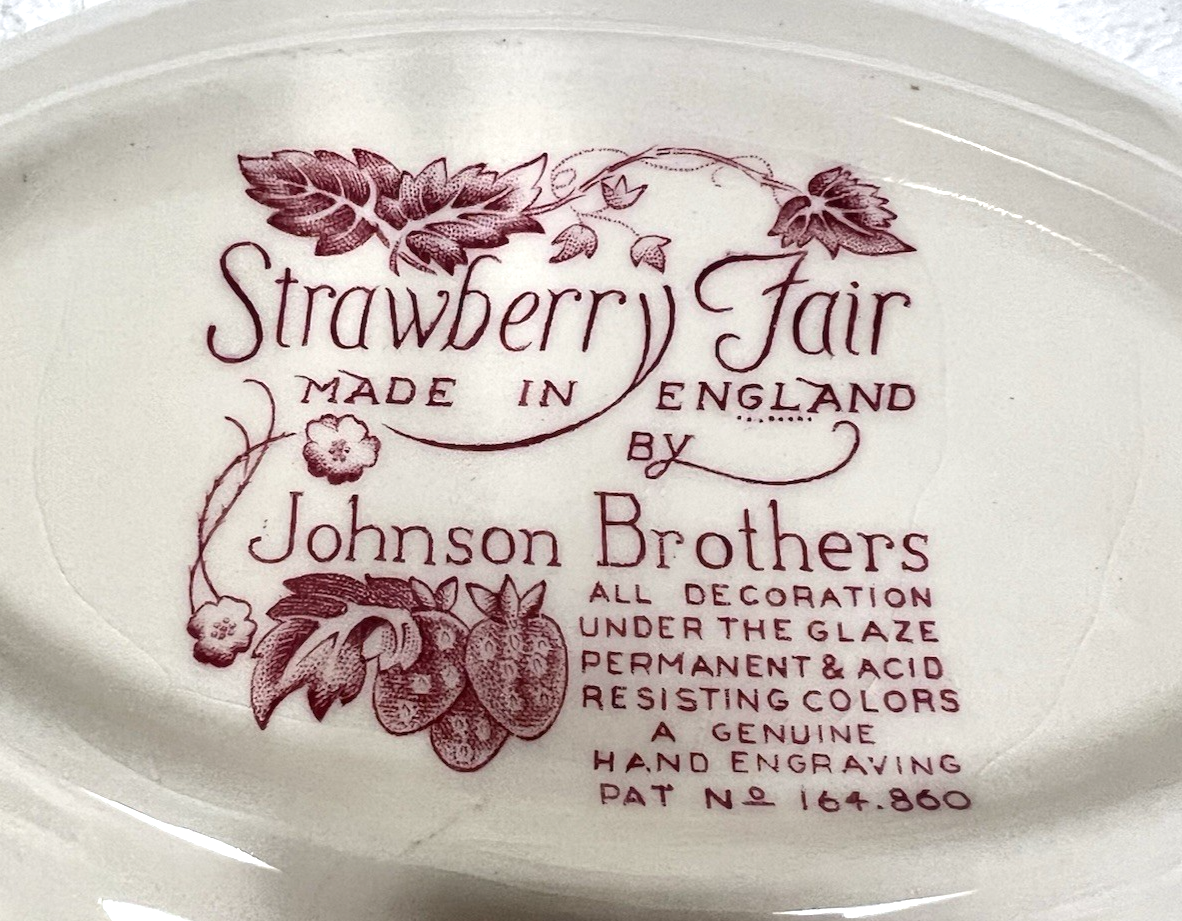 Strawberry Fair
MADE IN ENGLAND
BY
Johnson Brothers
ALL DECORATION
UNDER THE GLAZE
PERMANENT & ACID
RESISTING COLORS
A GENUINE
HAND ENGRAVING
PAT Nº 164.860